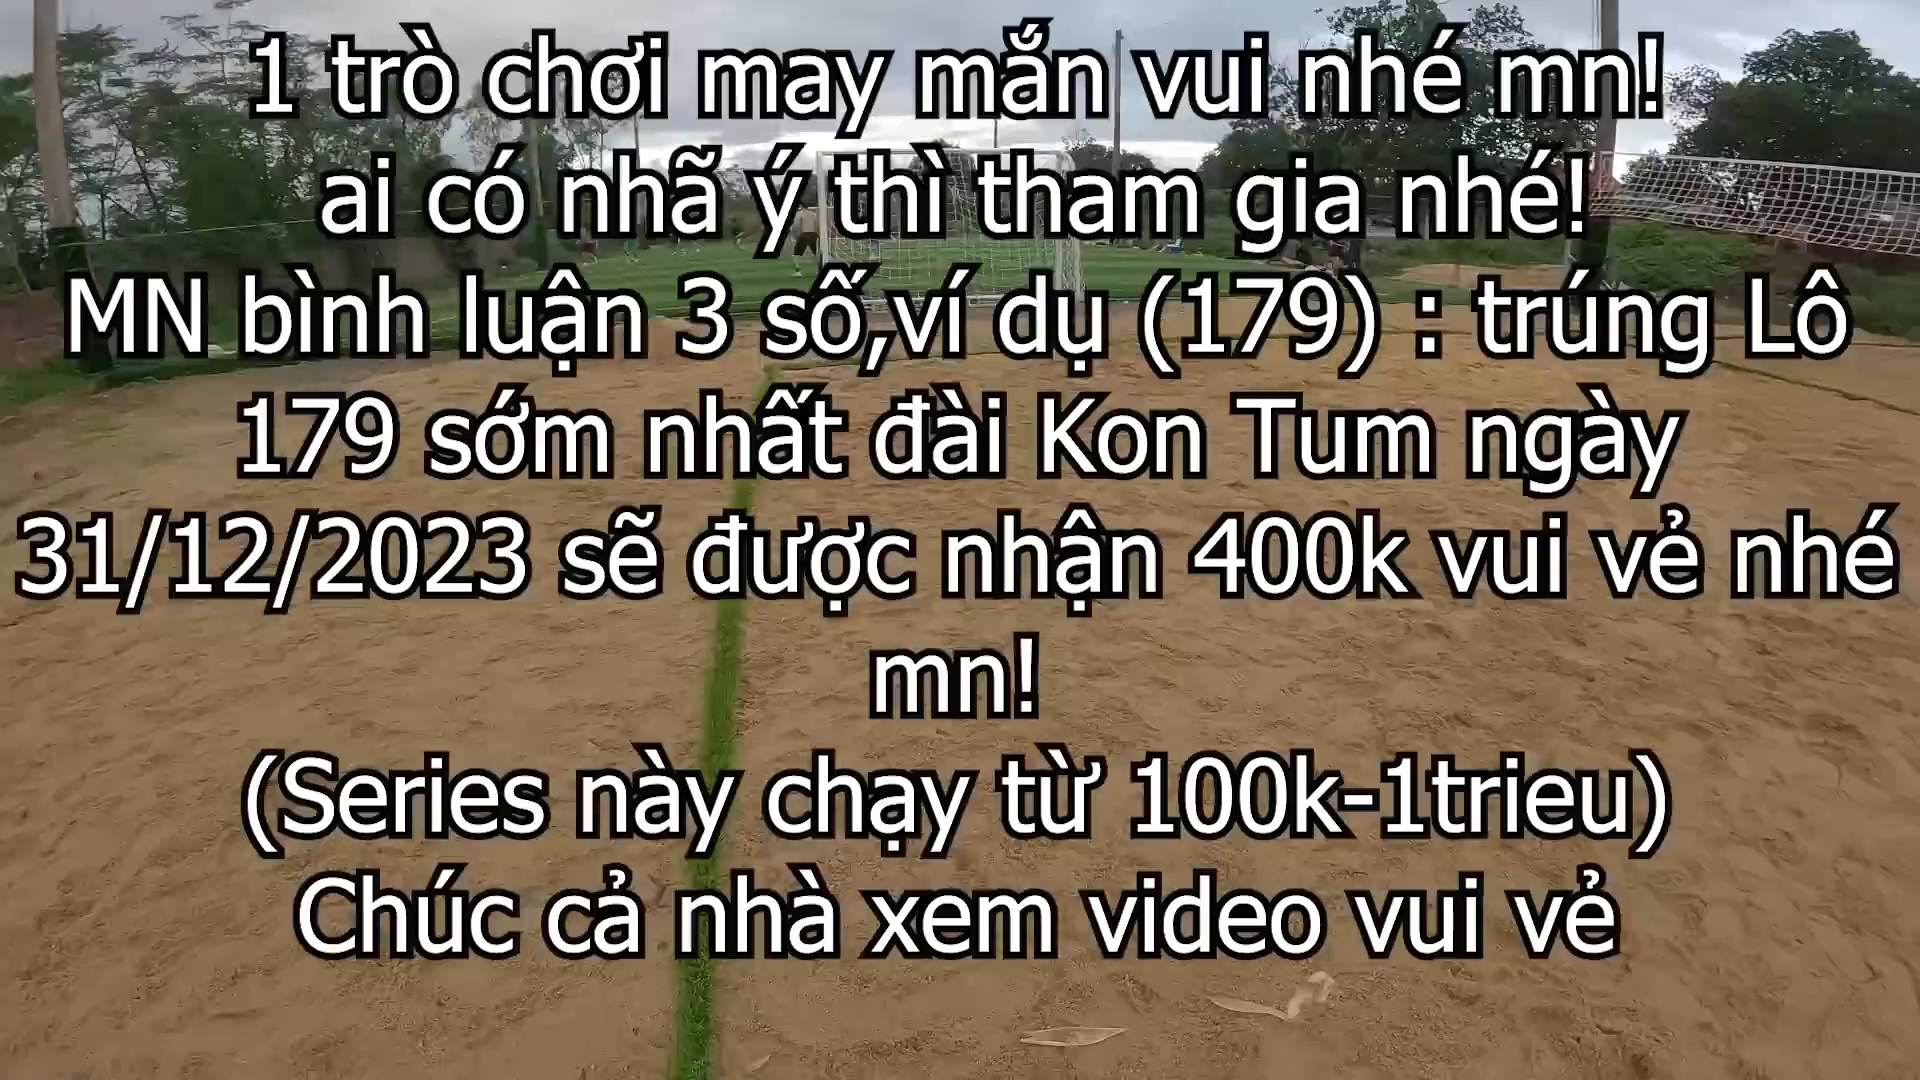 1 trò chơi may mắn vui nhé mn!
ai có nhã ý thì tham gia nhé!
MN bình luận 3 số,ví dụ (179) : trúng Lô
179 sớm nhất đài Kon Tum ngày
31/12/2023 sẽ được nhận 400k vui vẻ nhé
mn!
(Series này chạy từ 100k-1trieu)
Chúc cả nhà xem video vui vẻ